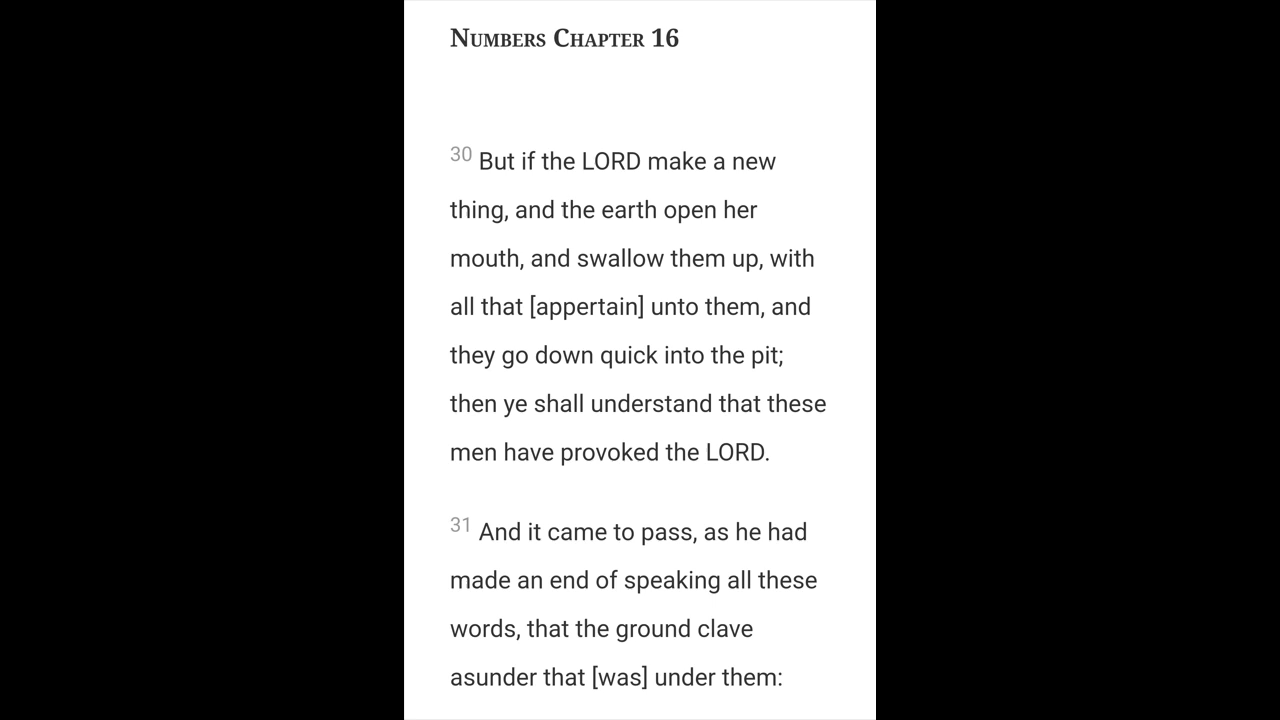 Numbers Chapter 16
30 But if the LORD make a new
thing, and the earth open her
mouth, and swallow them up, with
all that [appertain] unto them, and
they go down quick into the pit;
then ye shall understand that these
men have provoked the LORD.
31 And it came to pass, as he had
made an end of speaking all these
words, that the ground clave
asunder that [was] under them: